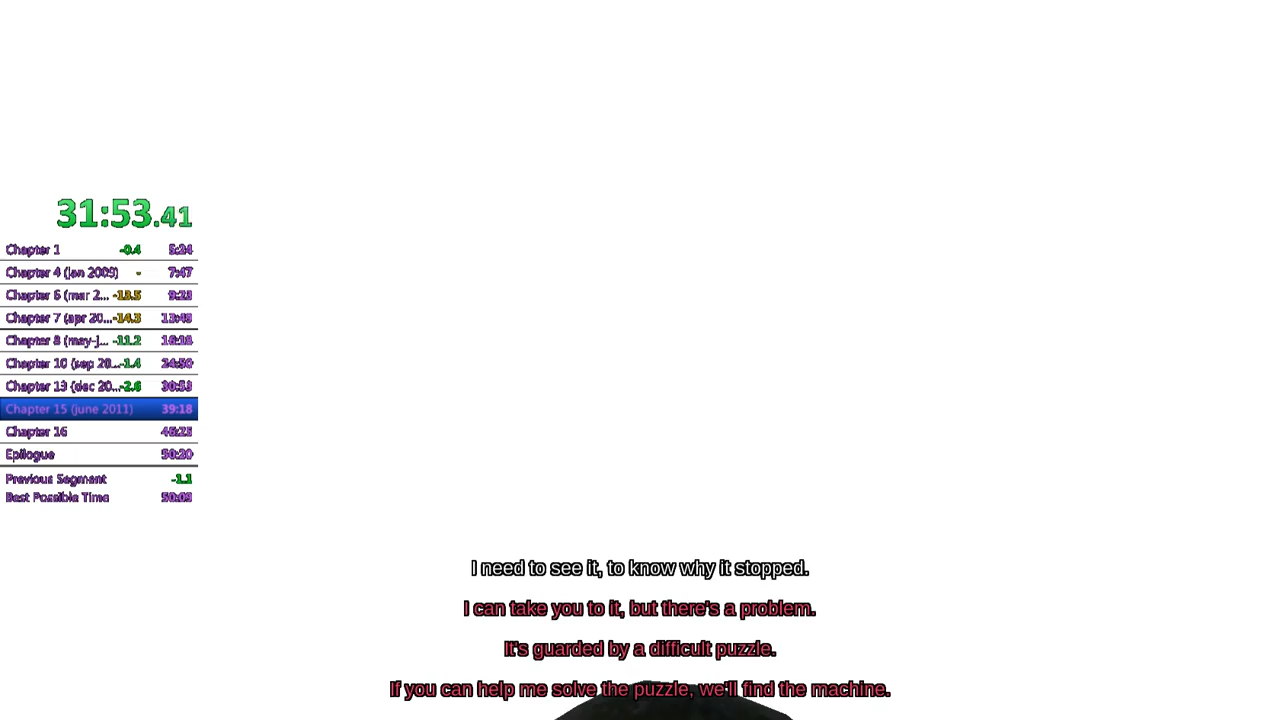 31:53.41
Chapter 1 -0.4 5:24
Chapter 4 (jan 2009) - 7:47
Chapter 6 (mar 2... -13.5 9:23
Chapter 7 (apr 20...-14.3 13:49
Chapter 8 (may-j... -11.2 16:18
Chapter 10 (sep 20...-1.4 24:50
Chapter 13 (dec 20...-2.6 30:53
Chapter 15 (june 2011) 39:18
Chapter 16 46:25
Epilogue 50:20
Previous Segment -1.1
Best Possible Time 50:09
I need to see it, to know why it stopped.
I can take you to it, but there's a problem.
It's guarded by a difficult puzzle.
If you can help me solve the puzzle, we'll find the machine.